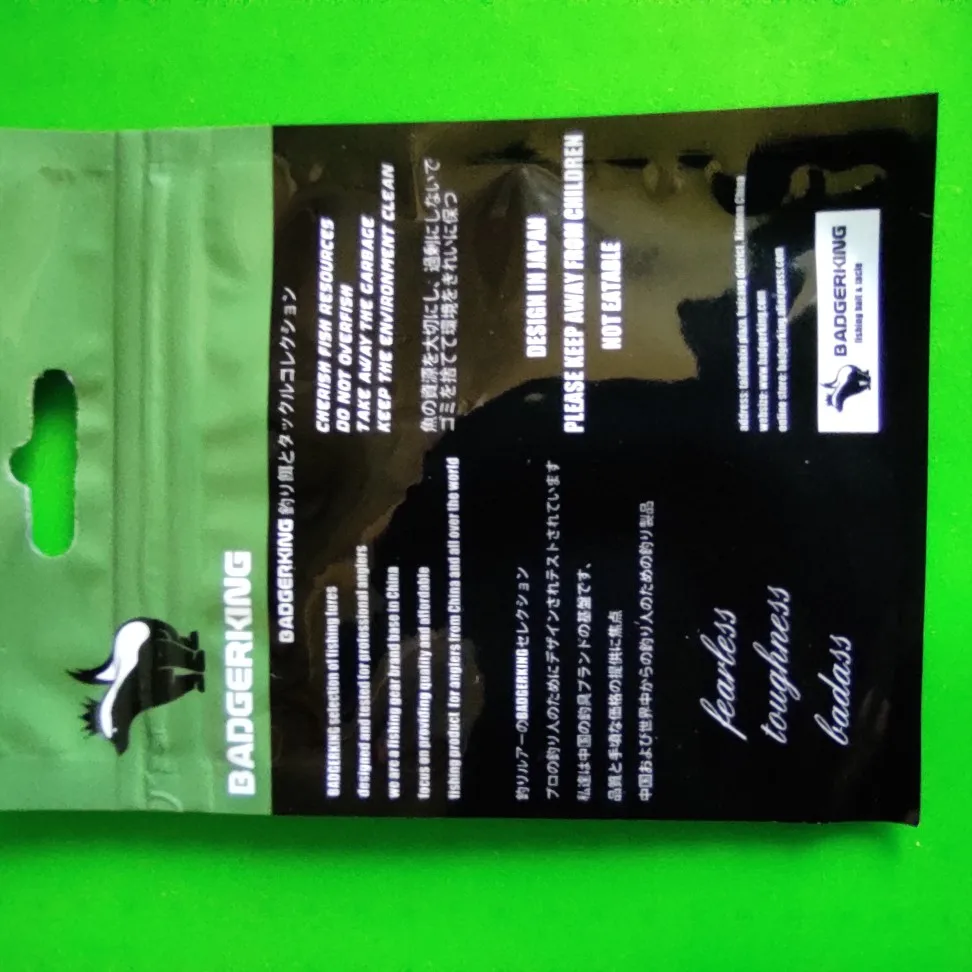 BADGERKING
BADGERKING 釣り餌とタックルコレクション
BADGERKING selection of fishing lures
designed and tested for professional anglers
we are a fishing gear brand base in China
focus on providing quality and affordable
fishing product for anglers from China and all over the world
CHERISH FISH RESOURCES
DO NOT OVERFISH
TAKE AWAY THE GARBAGE
KEEP THE ENVIRONMENT CLEAN
魚の資源を大切にし、過剰にしないで
ゴミを捨てて環境をきれいに保つ
釣りルアーのBADGERKINGセレクション
プロの釣り人のためにデザインされテストされています
私達は中国の釣具ブランドの基盤です、
品質と手頃な価格の提供に焦点
中国および世界中からの釣り人のための釣り製品
DESIGN IN JAPAN
PLEASE KEEP AWAY FROM CHILDREN
NOT EATABLE
fearless
toughness
badass
address: plaza, district, China
website: www.badgerking.com
online store: badgerking.aliexpress.com
BADGERKING
fishing bait & tackle